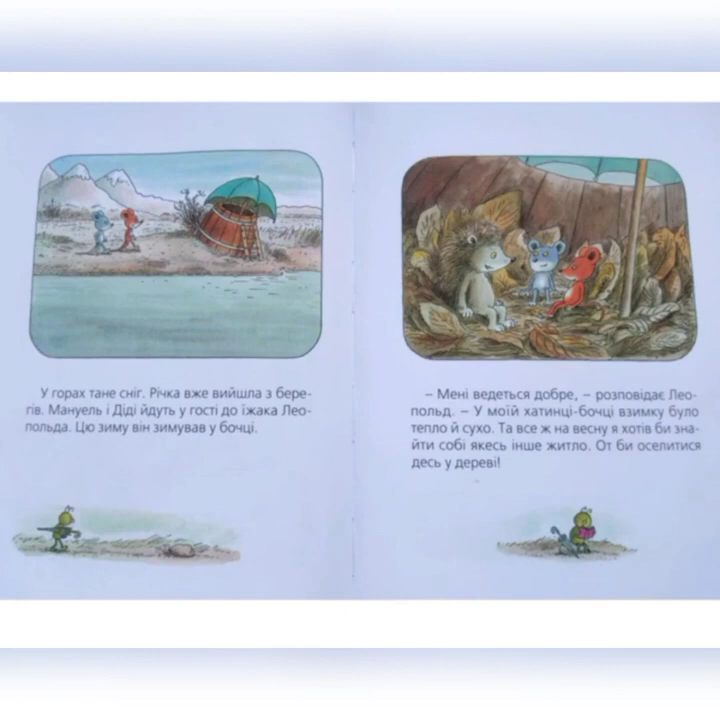 У горах тане сніг. Річка вже вийшла з бере-
гів. Мануель і Діді йдуть у гості до їжака Лео-
польда. Цю зиму він зимував у бочці.
– Мені ведеться добре, – розповідає Лео-
польд. – У моїй хатинці-бочці взимку було
тепло й сухо. Та все ж на весну я хотів би зна-
йти собі якесь інше житло. От би оселитися
десь у дереві!